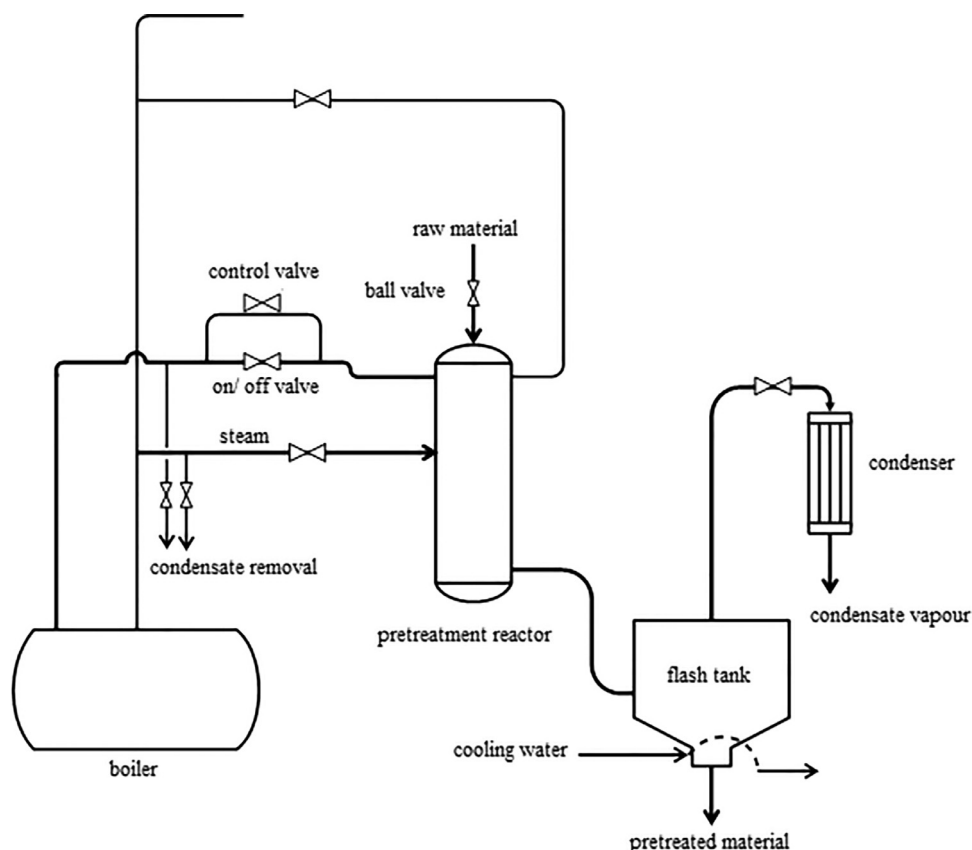 raw material
control valve
ball valve
on/ off valve
steam
condenser
condensate removal
condensate vapour
pretreatment reactor
flash tank
cooling water
boiler
pretreated material